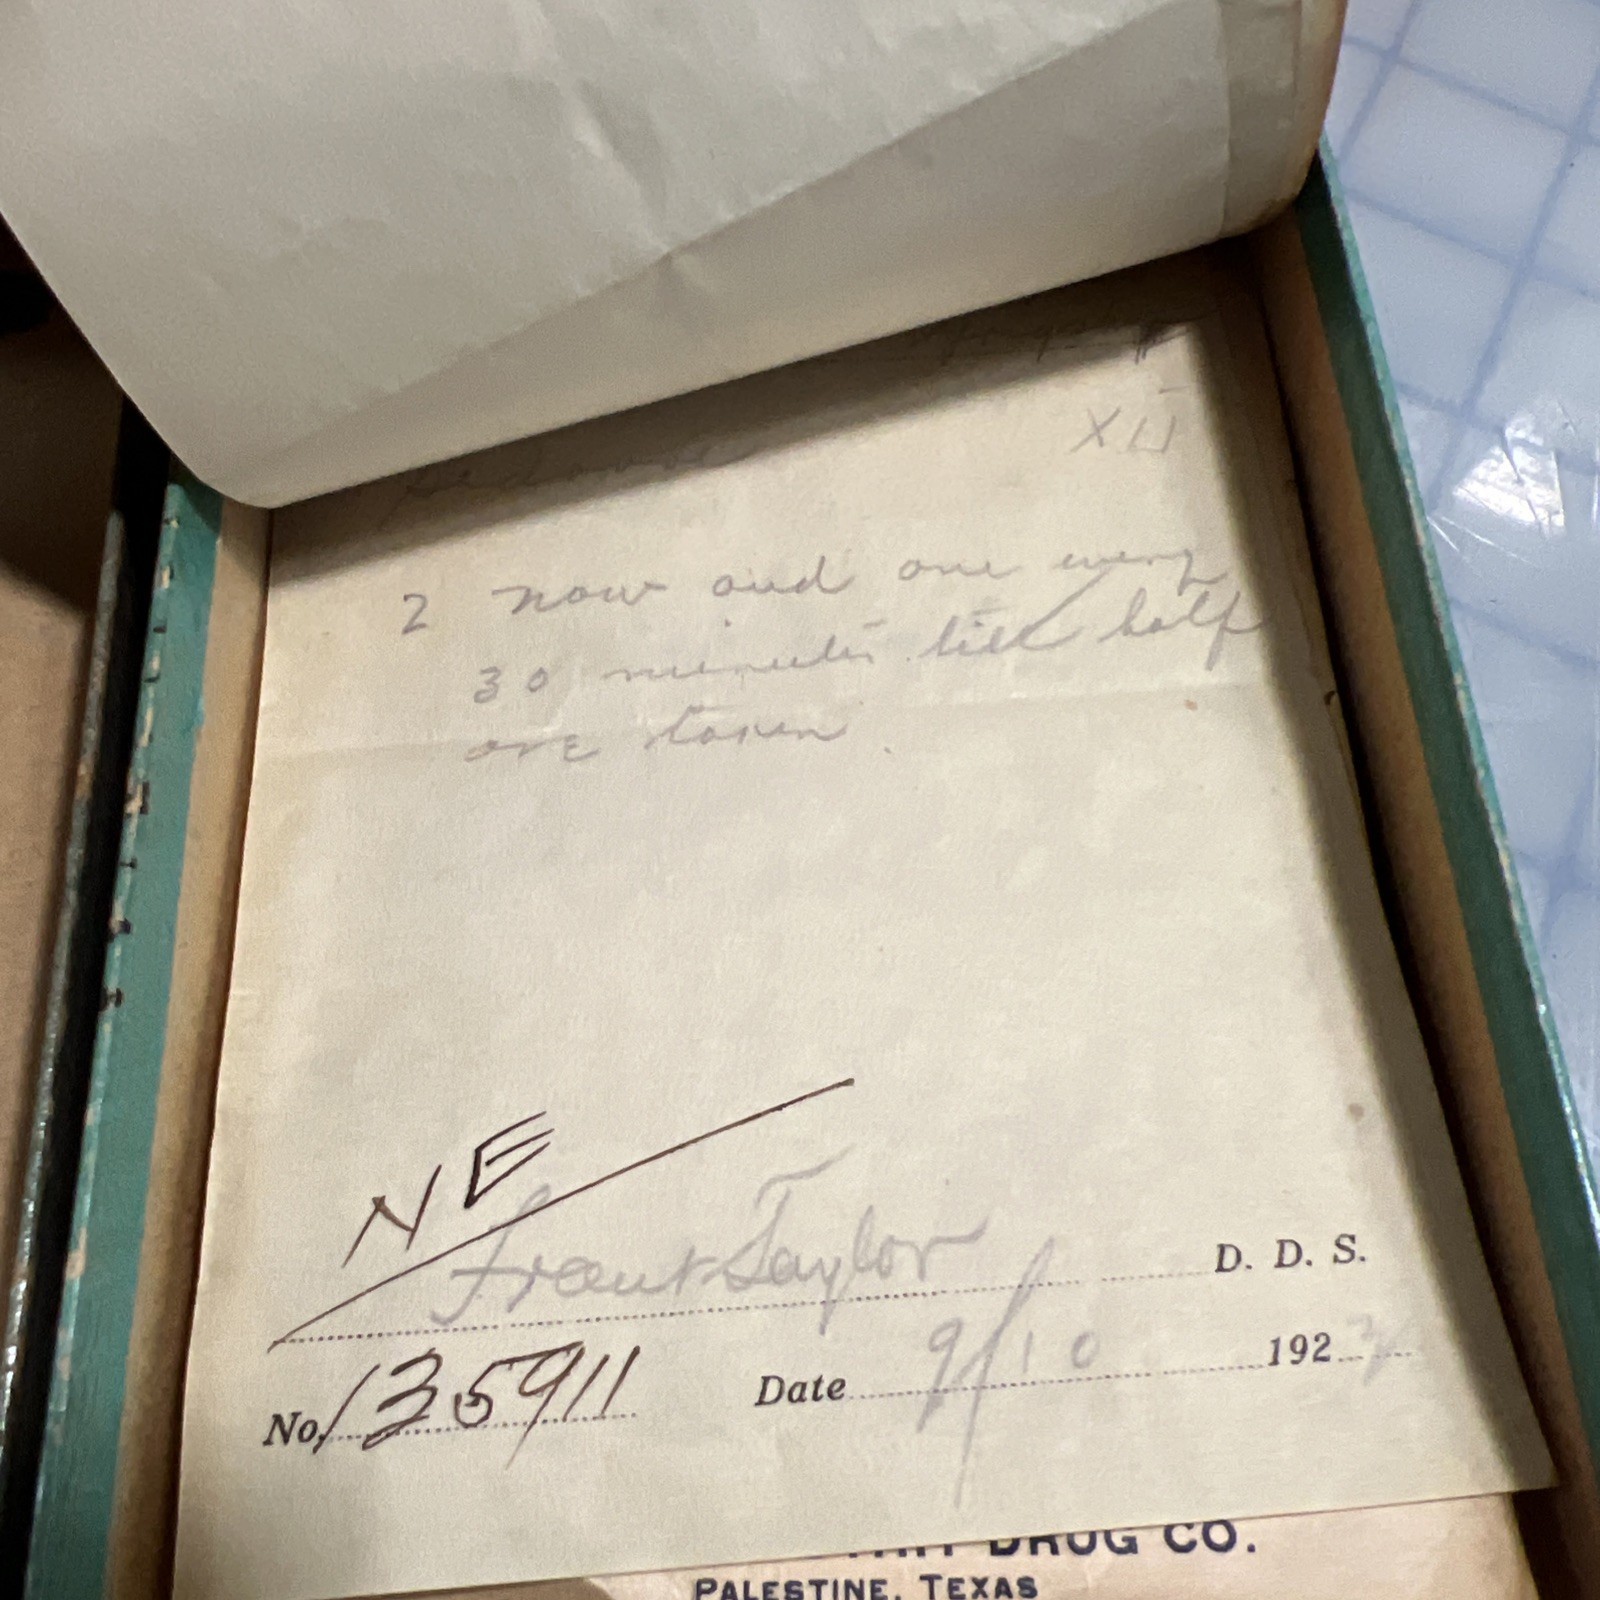 XII
2 now and one every
30 minutes till half
are taken.
NE
Frank Taylor D. D. S.
No. 135911 Date 9/10 192
DRUG CO.
PALESTINE, TEXAS